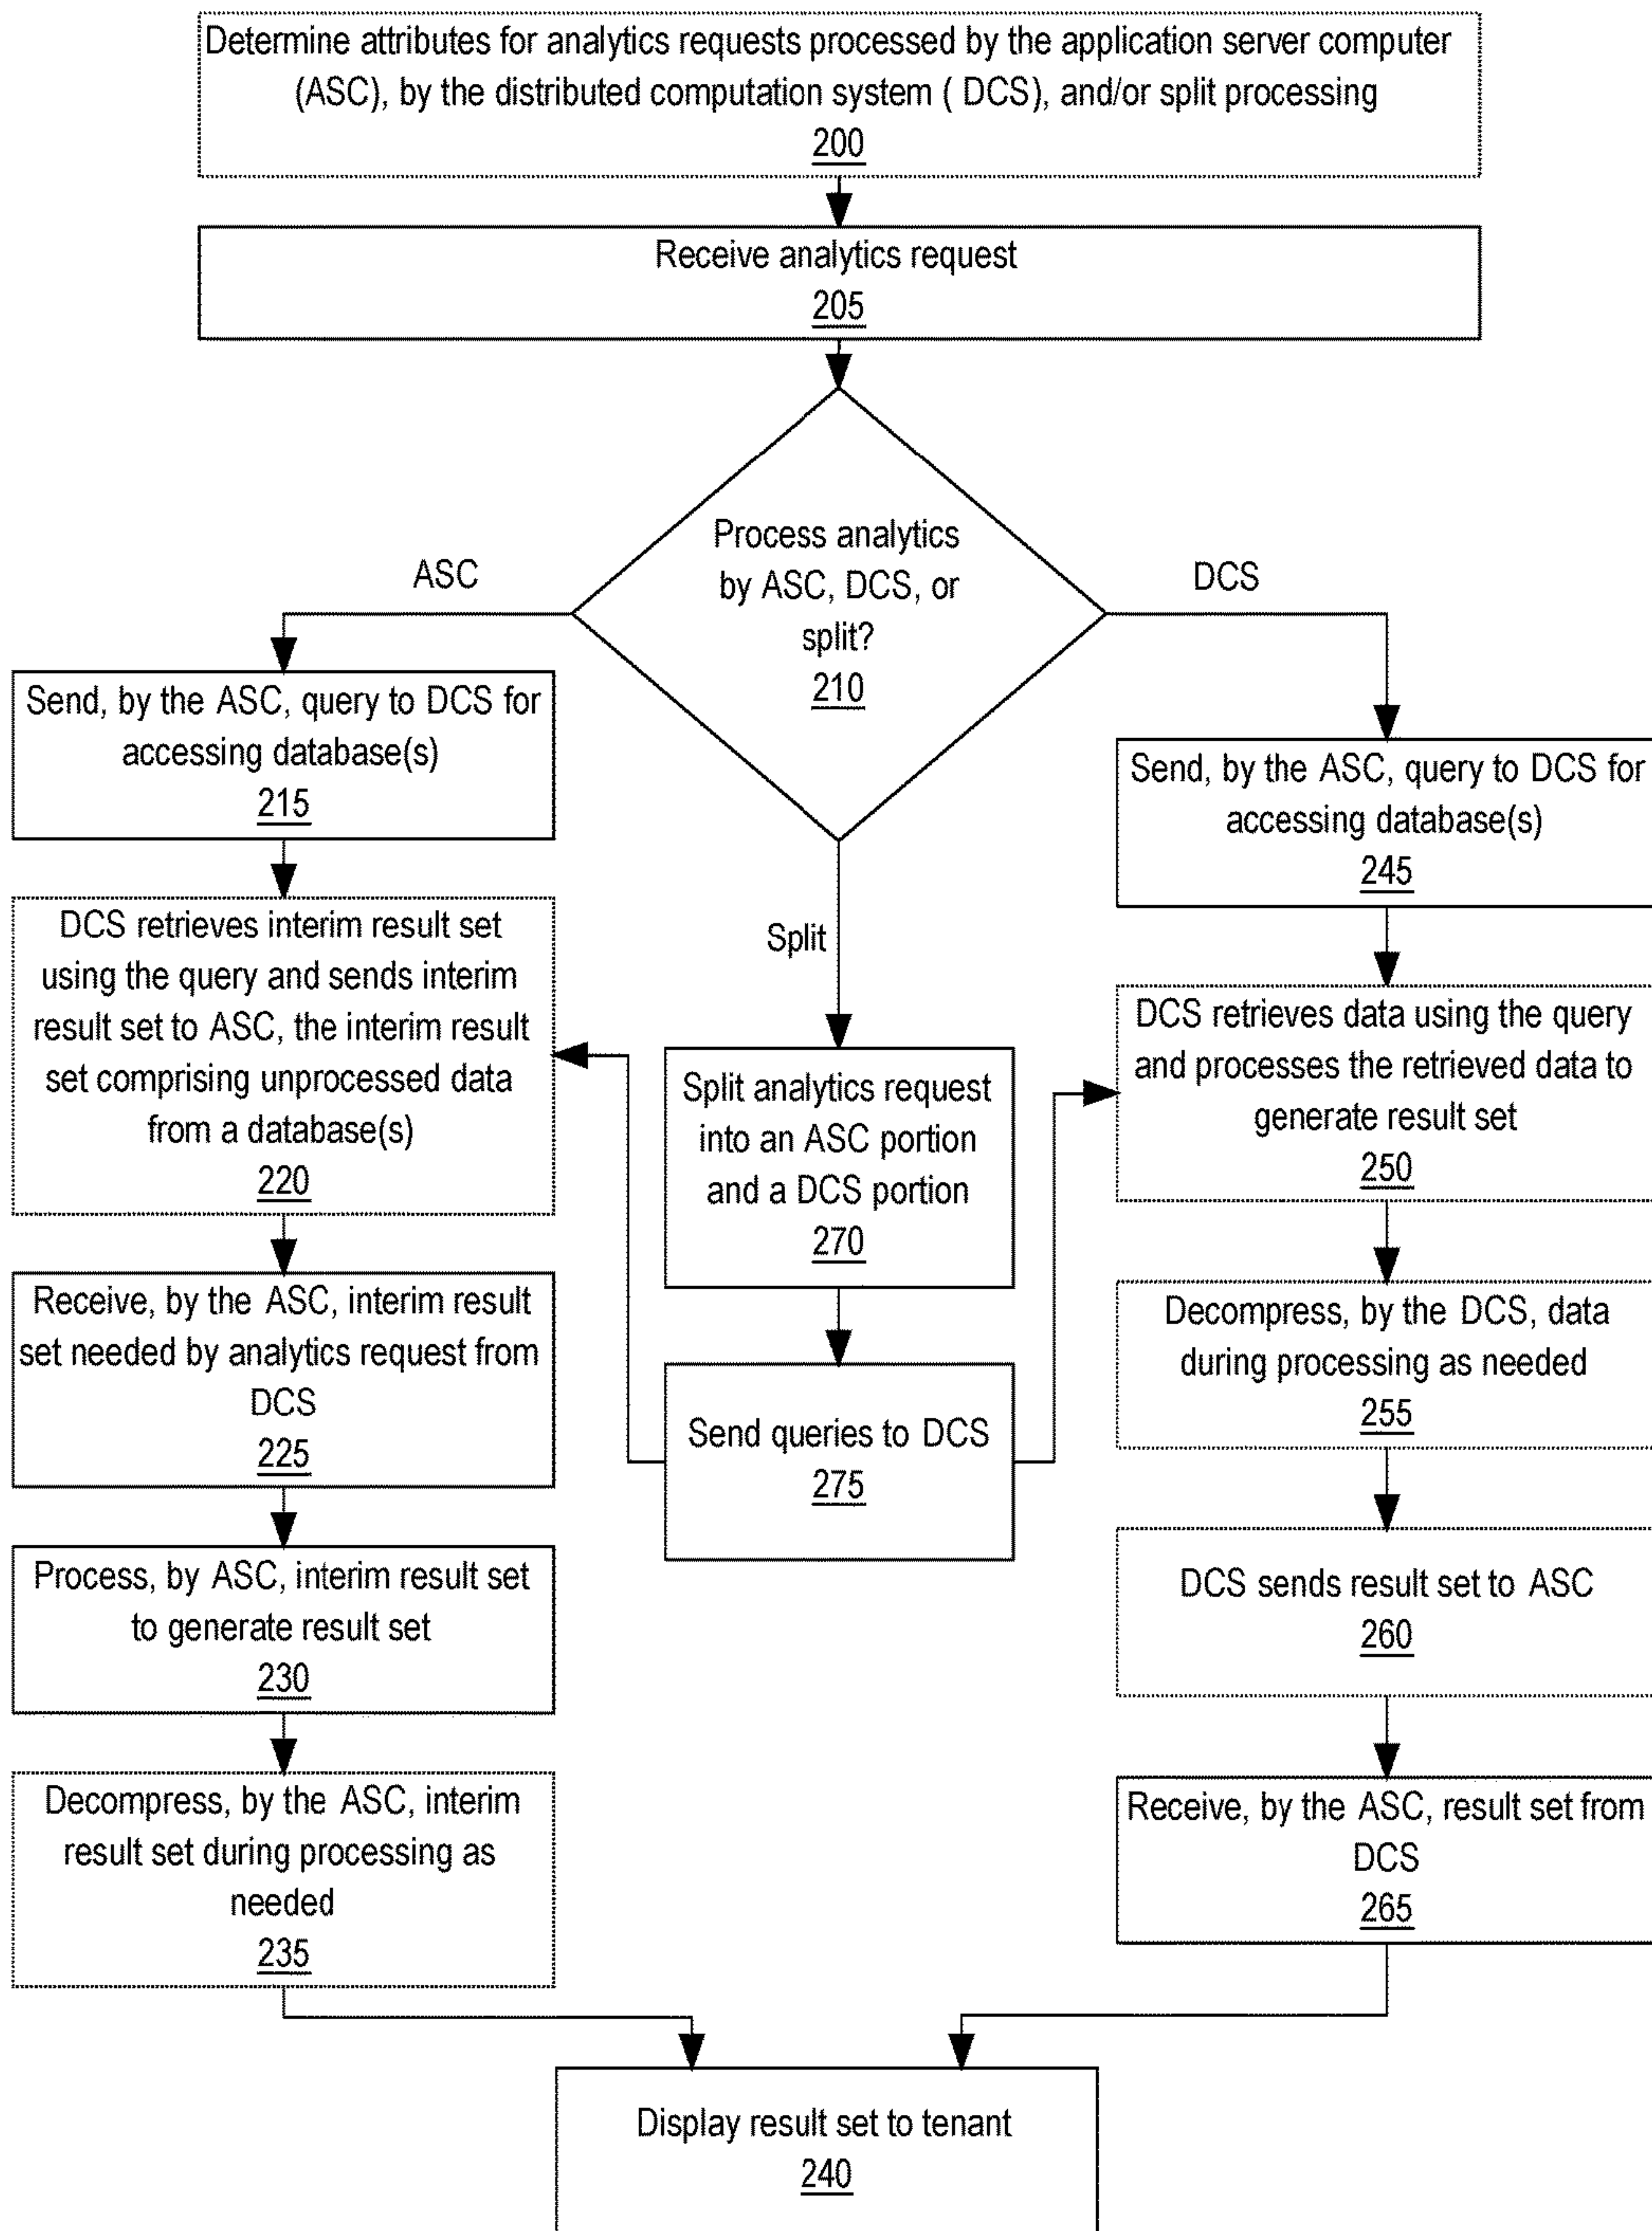 Determine attributes for analytics requests processed by the application server computer
(ASC), by the distributed computation system ( DCS), and/or split processing
200
Receive analytics request
205
Process analytics
by ASC, DCS, or
split?
210
ASC
DCS
Split
Send, by the ASC, query to DCS for
accessing database(s)
215
DCS retrieves interim result set
using the query and sends interim
result set to ASC, the interim result
set comprising unprocessed data
from a database(s)
220
Receive, by the ASC, interim result
set needed by analytics request from
DCS
225
Process, by ASC, interim result set
to generate result set
230
Decompress, by the ASC, interim
result set during processing as
needed
235
Split analytics request
into an ASC portion
and a DCS portion
270
Send queries to DCS
275
Send, by the ASC, query to DCS for
accessing database(s)
245
DCS retrieves data using the query
and processes the retrieved data to
generate result set
250
Decompress, by the DCS, data
during processing as needed
255
DCS sends result set to ASC
260
Receive, by the ASC, result set from
DCS
265
Display result set to tenant
240